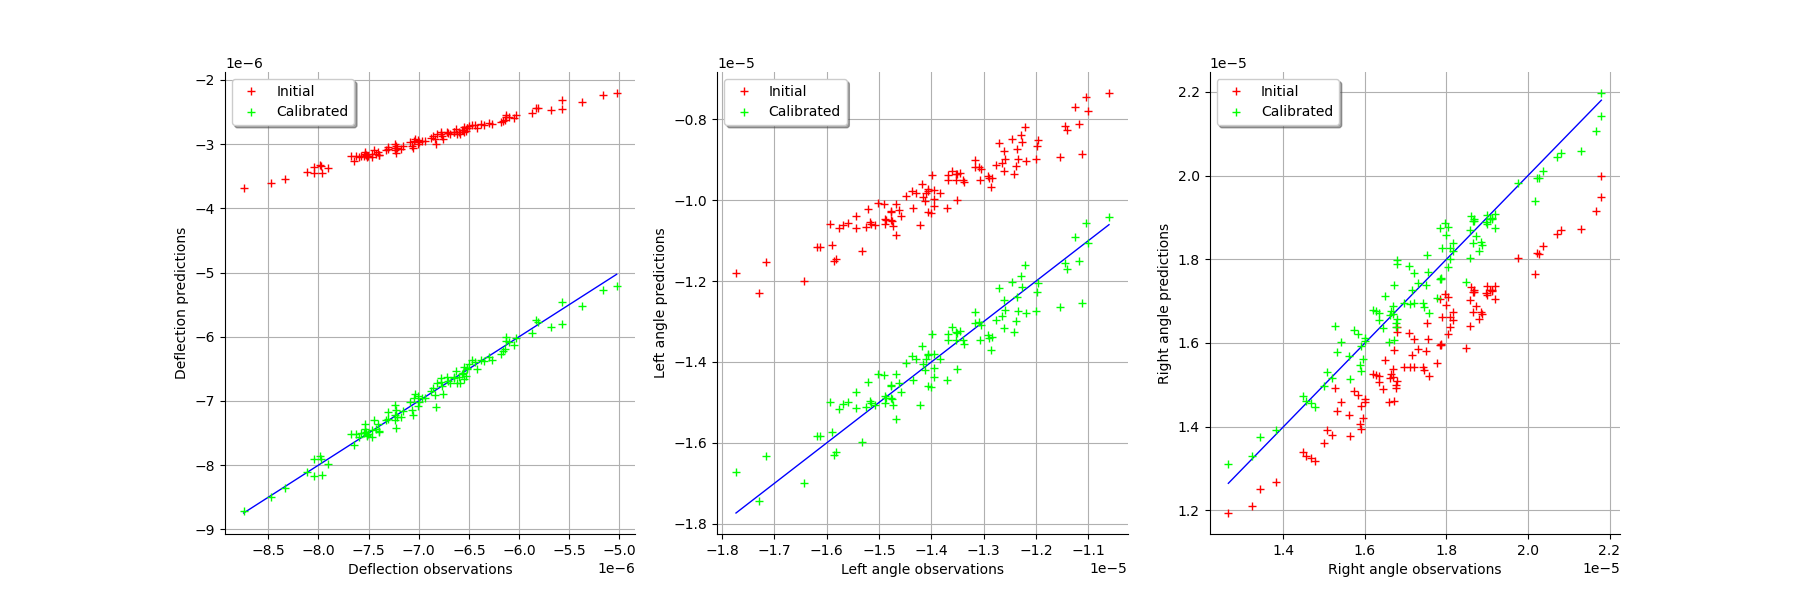 1e−6
Initial
Calibrated
−2
−3
−4
−5
−6
−7
−8
−9
Deflection predictions
−8.5 −8.0 −7.5 −7.0 −6.5 −6.0 −5.5 −5.0
Deflection observations
1e−6
1e−5
Initial
Calibrated
−0.8
−1.0
−1.2
−1.4
−1.6
−1.8
Left angle predictions
−1.8 −1.7 −1.6 −1.5 −1.4 −1.3 −1.2 −1.1
Left angle observations
1e−5
1e−5
Initial
Calibrated
2.2
2.0
1.8
1.6
1.4
1.2
Right angle predictions
1.4 1.6 1.8 2.0 2.2
Right angle observations
1e−5